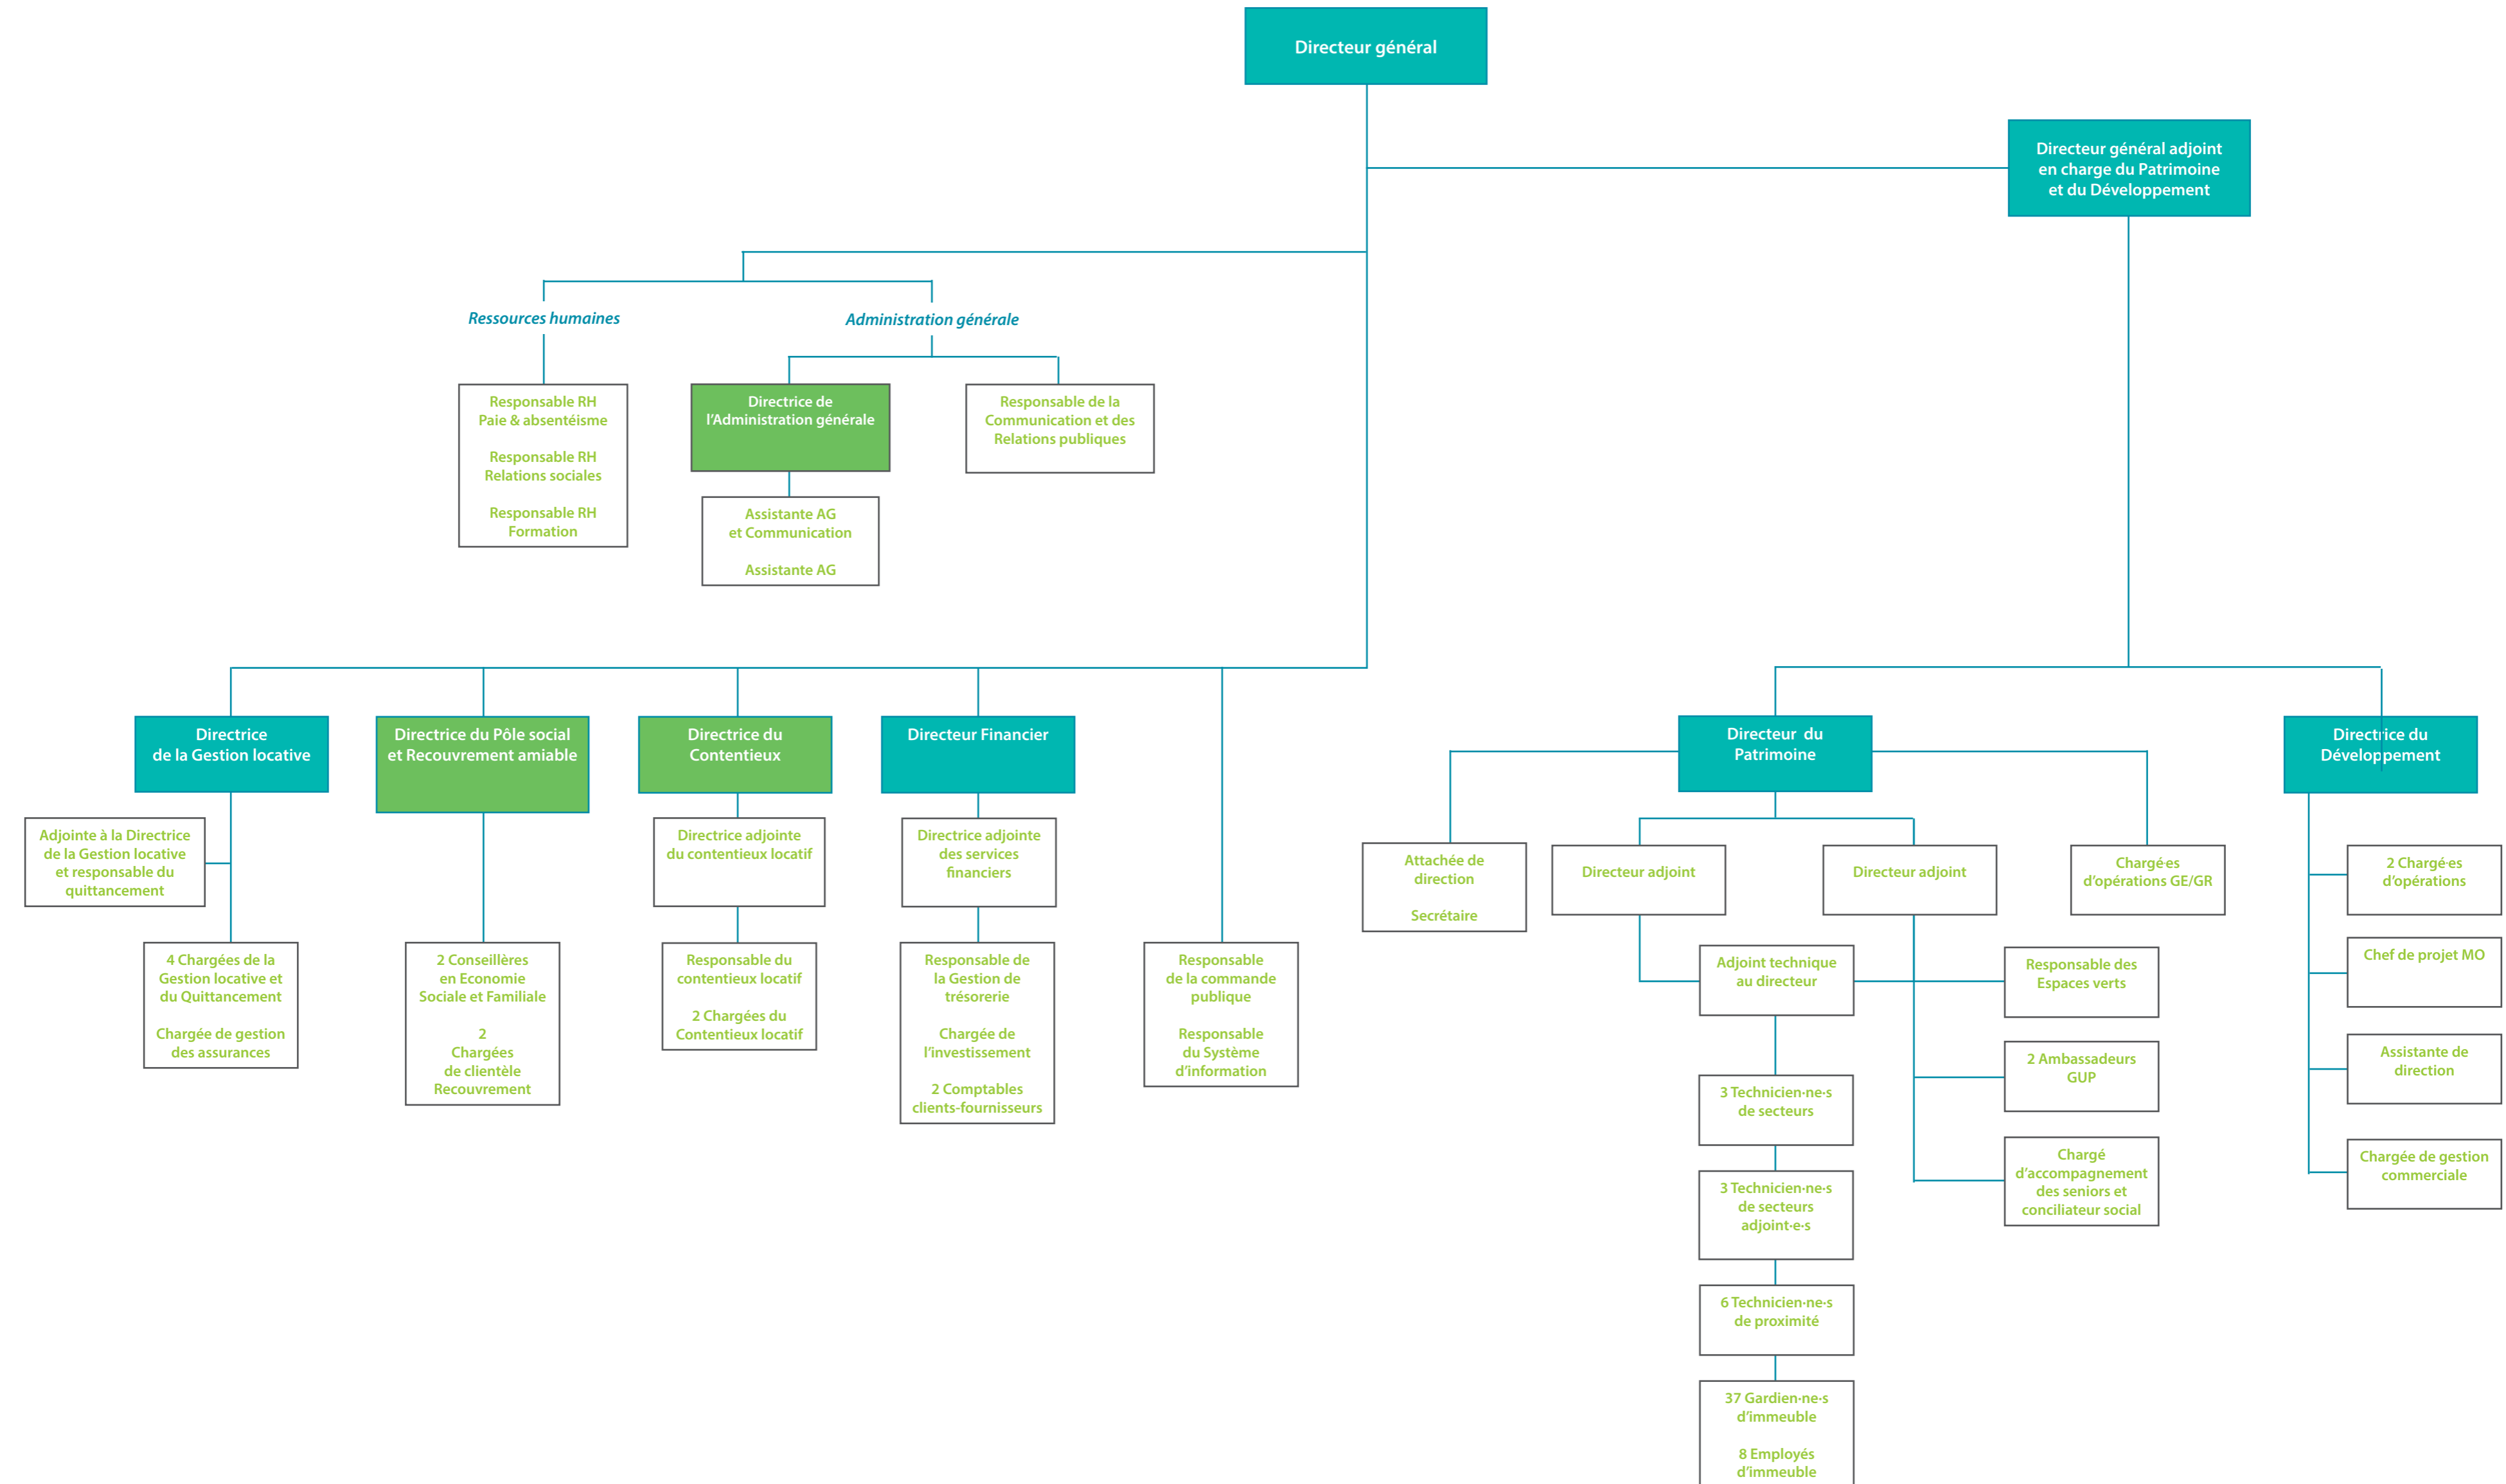 Directeur général
Directeur général adjoint
en charge du Patrimoine
et du Développement
Ressources humaines
Administration générale
Responsable RH
Paie & absentéisme
Responsable RH
Relations sociales
Responsable RH
Formation
Directrice de
l’Administration générale
Assistante AG
et Communication
Assistante AG
Responsable de la
Communication et des
Relations publiques
Directrice
de la Gestion locative
Adjointe à la Directrice
de la Gestion locative
et responsable du
quittancement
4 Chargées de la
Gestion locative et
du Quittancement
Chargée de gestion
des assurances
Directrice du Pôle social
et Recouvrement amiable
2 Conseillères
en Economie
Sociale et Familiale
2
Chargées
de clientèle
Recouvrement
Directrice du
Contentieux
Directrice adjointe
du contentieux locatif
Responsable du
contentieux locatif
2 Chargées du
Contentieux locatif
Directeur Financier
Directrice adjointe
des services
financiers
Responsable de
la Gestion de
trésorerie
Chargée de
l’investissement
2 Comptables
clients-fournisseurs
Responsable
de la commande
publique
Responsable
du Système
d’information
Directeur du
Patrimoine
Attachée de
direction
Secrétaire
Directeur adjoint
Directeur adjoint
Chargé·es
d’opérations GE/GR
Adjoint technique
au directeur
3 Technicien·ne·s
de secteurs
3 Technicien·ne·s
de secteurs
adjoint·e·s
6 Technicien·ne·s
de proximité
37 Gardien·ne·s
d’immeuble
8 Employés
d’immeuble
Responsable des
Espaces verts
2 Ambassadeurs
GUP
Chargé
d’accompagnement
des seniors et
conciliateur social
Directrice du
Développement
2 Chargé·es
d’opérations
Chef de projet MO
Assistante de
direction
Chargée de gestion
commerciale